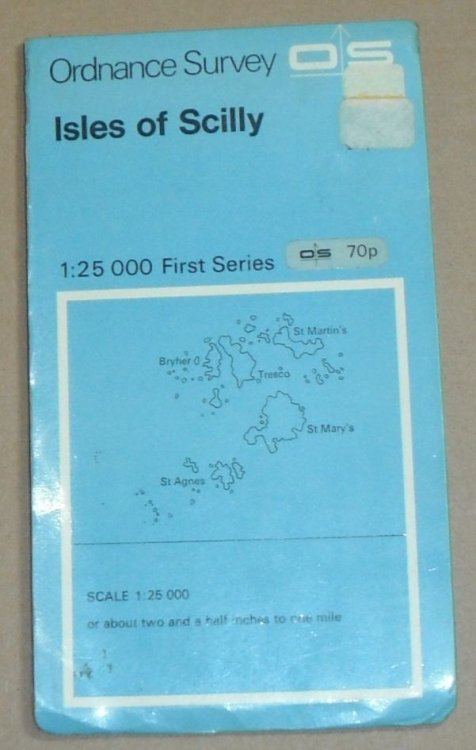 Ordnance Survey OS
Isles of Scilly
1:25 000 First Series
OS 70p
St Martin's
Bryher
Tresco
St Mary's
St Agnes
SCALE 1:25 000
or about two and a half inches to one mile